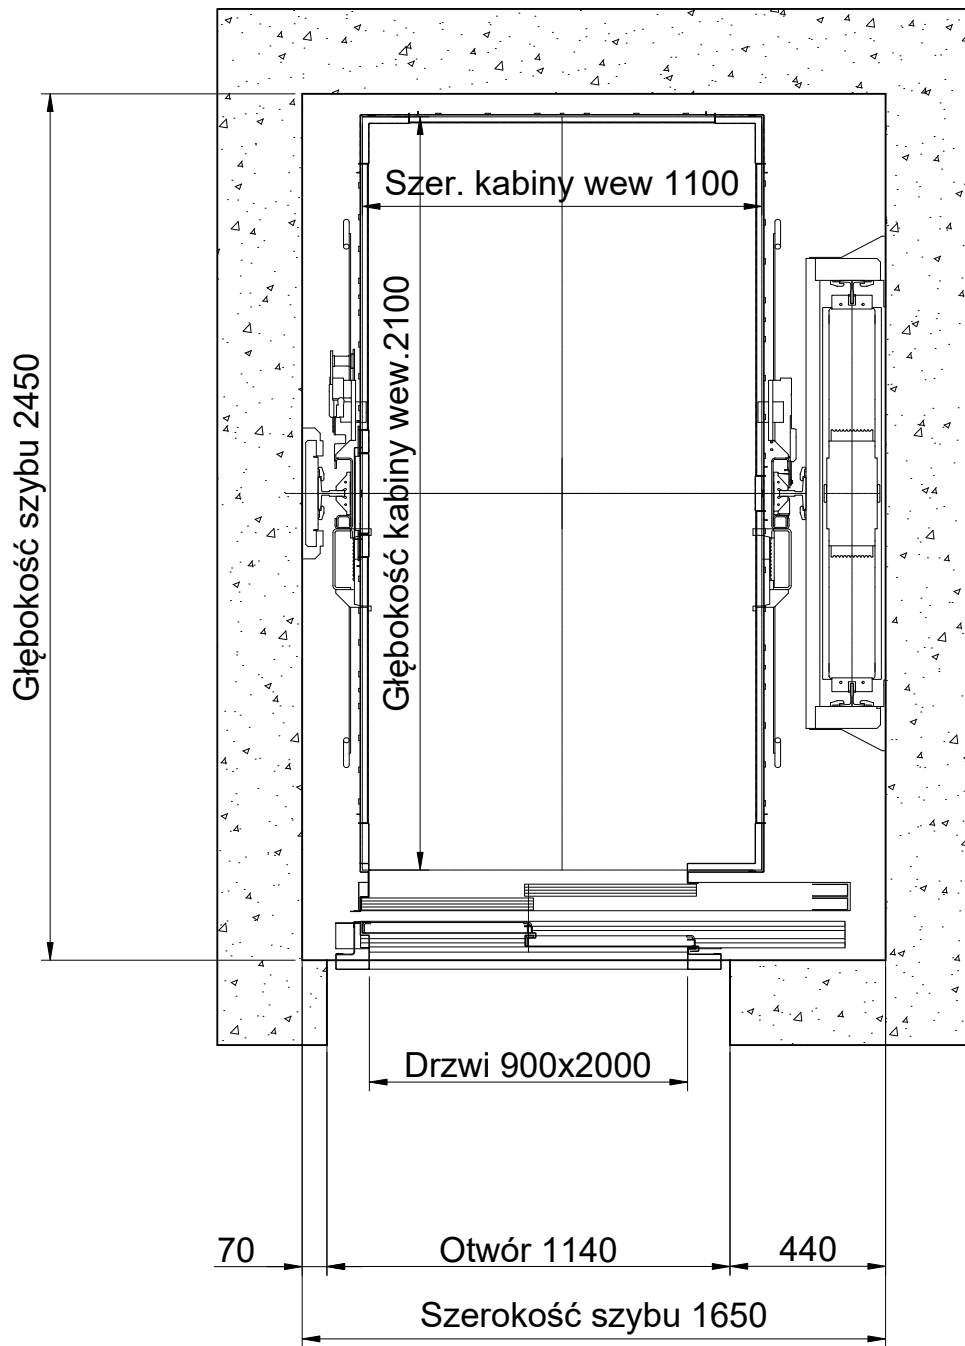 Szer. kabiny wew 1100
Głębokość kabiny wew.2100
Głębokość szybu 2450
Drzwi 900x2000
70
Otwór 1140
440
Szerokość szybu 1650